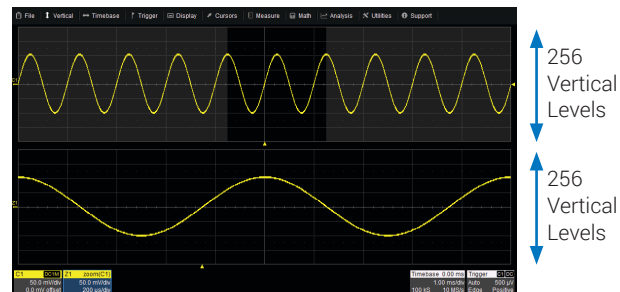 File Vertical Timebase Trigger Display Cursors Measure Math Analysis Utilities Support
C1
256
Vertical
Levels
Z1
256
Vertical
Levels
C1 DC1M Z1 zoom(C1) Timebase 0.00 ms Trigger C1 DC
50.0 mV/div 50.0 mV/div 1.00 ms/div Auto 500 µV
0.0 mV offset 200 µs/div 100 kS 10 MS/s Edge Positive